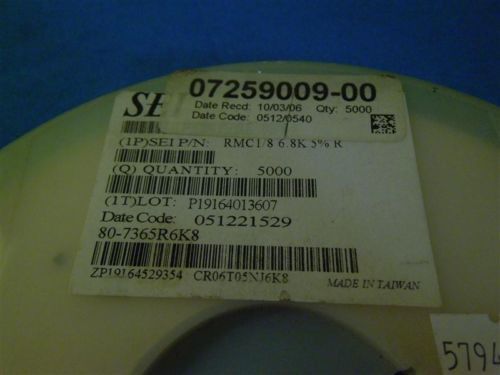 07259009-00
Date Recd: 10/03/06 Qty: 5000
Date Code: 0512/0540
(1P)SEI P/N: RMC1/8 6.8K 5% R
(Q) QUANTITY: 5000
(1T)LOT: P19164013607
Date Code: 051221529
80-7365R6K8
ZP19164529354 CR06T05NJ6K8
MADE IN TAIWAN
5794